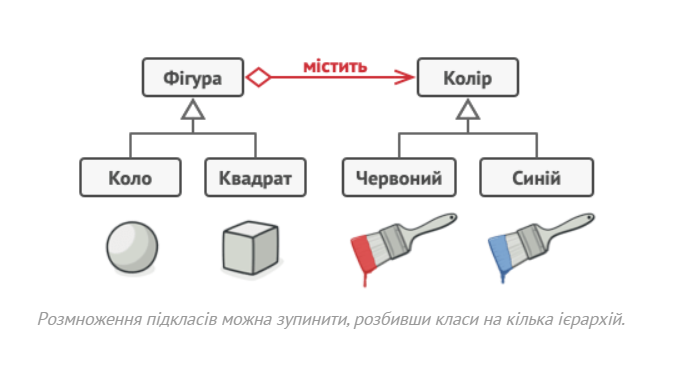 містить
Фігура
Колір
Коло
Квадрат
Червоний
Синій
Розмноження підкласів можна зупинити, розбивши класи на кілька ієрархій.